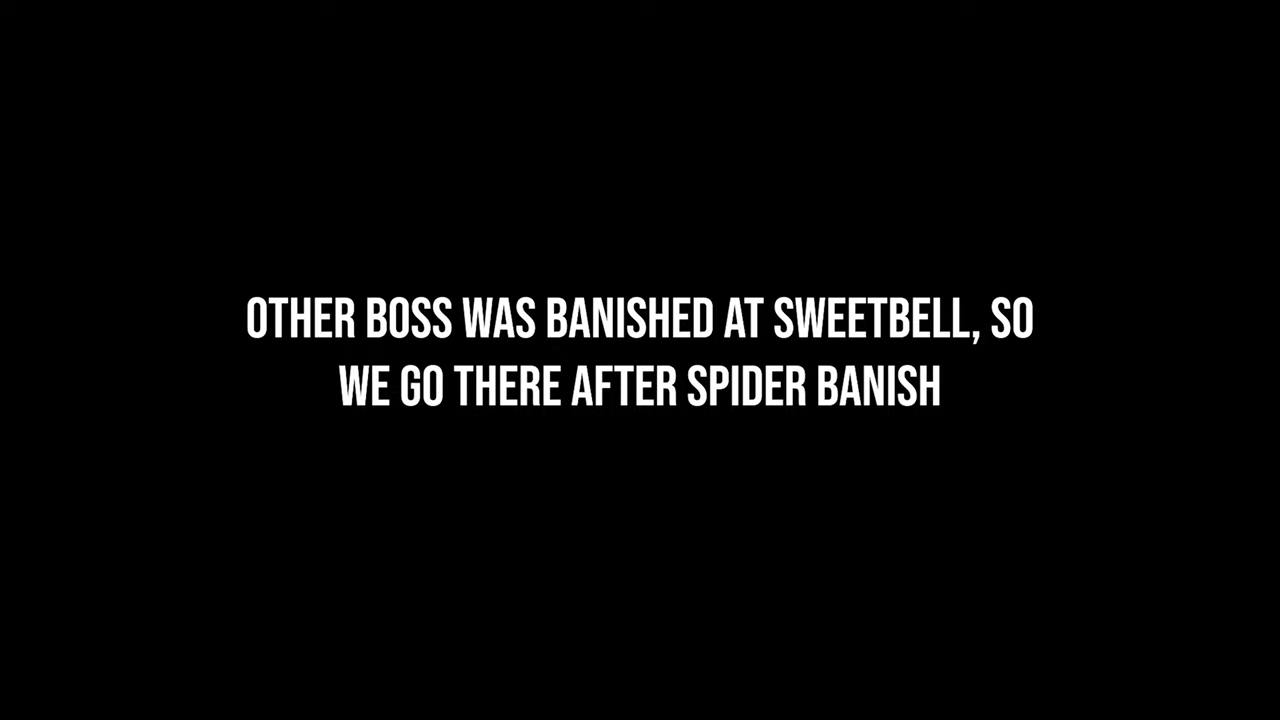 OTHER BOSS WAS BANISHED AT SWEETBELL, SO
WE GO THERE AFTER SPIDER BANISH